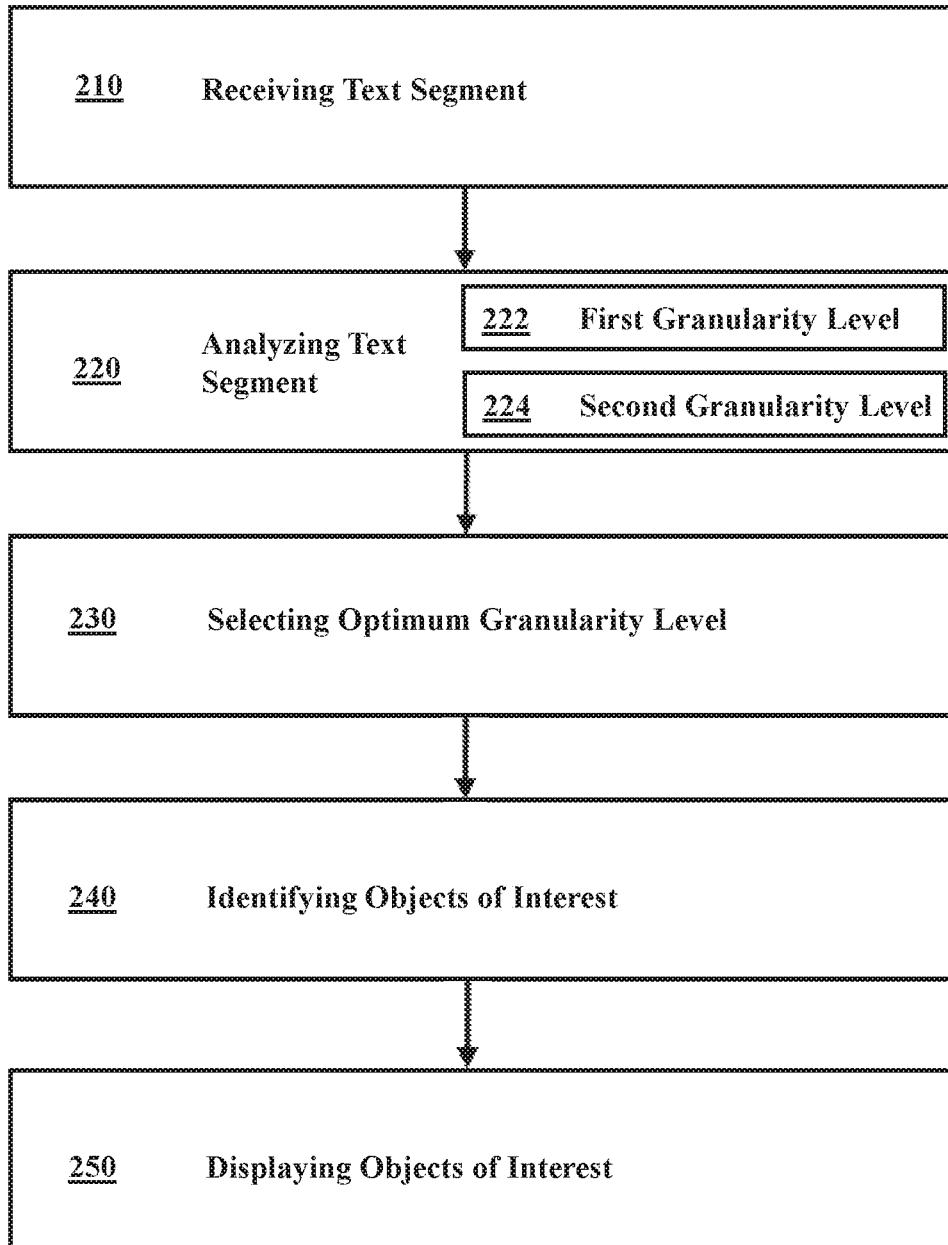 210 Receiving Text Segment
222 First Granularity Level
220 Analyzing Text
Segment
224 Second Granularity Level
230 Selecting Optimum Granularity Level
240 Identifying Objects of Interest
250 Displaying Objects of Interest